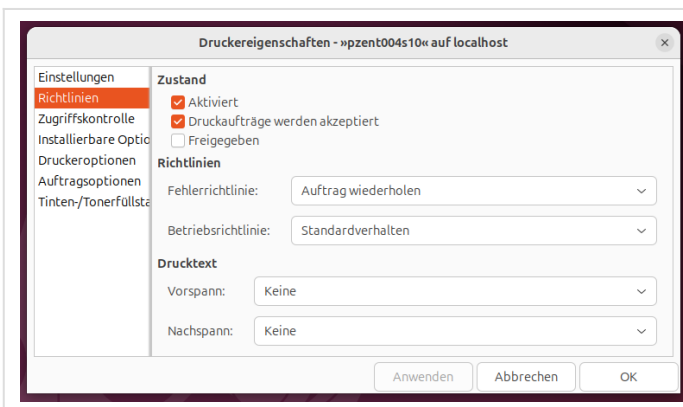 Druckereigenschaften - »pzent004s10« auf localhost
Einstellungen
Richtlinien
Zugriffskontrolle
Installierbare Optio
Druckeroptionen
Auftragsoptionen
Tinten-/Tonerfüllsta
Zustand
Aktiviert
Druckaufträge werden akzeptiert
Freigegeben
Richtlinien
Fehlerrichtlinie: Auftrag wiederholen
Betriebsrichtlinie: Standardverhalten
Drucktext
Vorspann: Keine
Nachspann: Keine
Anwenden Abbrechen OK